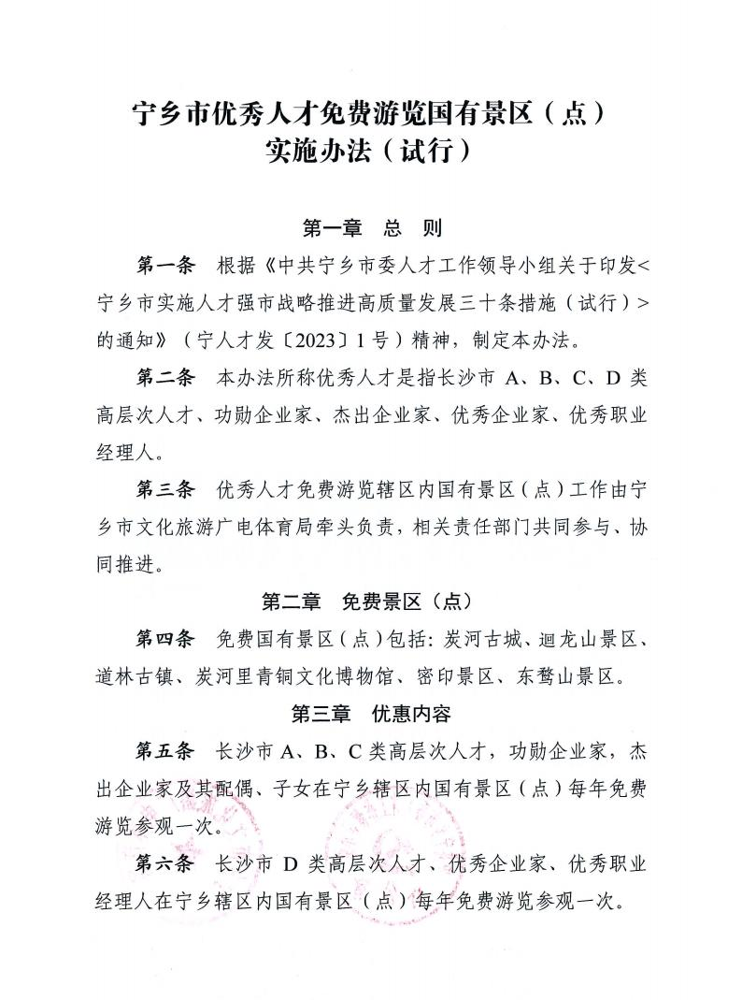 宁乡市优秀人才免费游览国有景区（点）
实施办法（试行）
第一章 总 则
第一条 根据《中共宁乡市委人才工作领导小组关于印发<
宁乡市实施人才强市战略推进高质量发展三十条措施（试行）>
的通知》（宁人才发〔2023〕1号）精神，制定本办法。
第二条 本办法所称优秀人才是指长沙市 A、B、C、D 类
高层次人才、功勋企业家、杰出企业家、优秀企业家、优秀职业
经理人。
第三条 优秀人才免费游览辖区内国有景区（点）工作由宁
乡市文化旅游广电体育局牵头负责，相关责任部门共同参与、协
同推进。
第二章 免费景区（点）
第四条 免费国有景区（点）包括：炭河古城、迴龙山景区、
道林古镇、炭河里青铜文化博物馆、密印景区、东鹜山景区。
第三章 优惠内容
第五条 长沙市 A、B、C 类高层次人才，功勋企业家，杰
出企业家及其配偶、子女在宁乡辖区内国有景区（点）每年免费
游览参观一次。
第六条 长沙市 D 类高层次人才、优秀企业家、优秀职业
经理人在宁乡辖区内国有景区（点）每年免费游览参观一次。